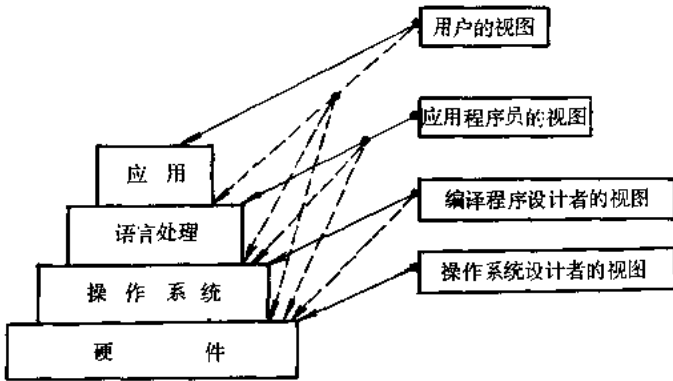 用户的视图
应用程序员的视图
应用
编译程序设计者的视图
语言处理
操作系统设计者的视图
操作系统
硬件